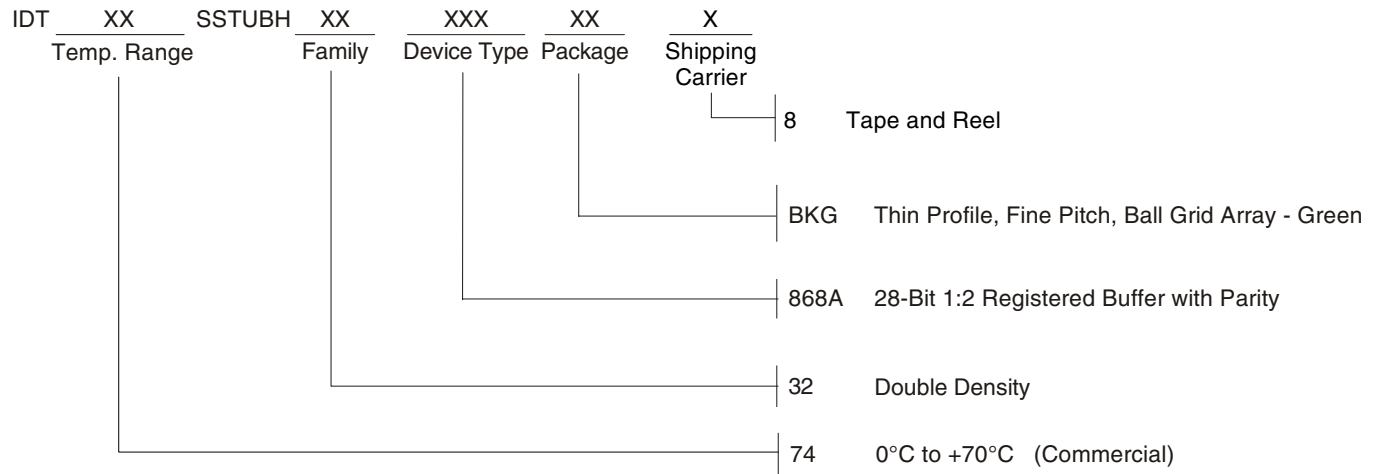 IDT XX SSTUBH XX XXX XX X
Temp. Range Family Device Type Package Shipping
Carrier
8 Tape and Reel
BKG Thin Profile, Fine Pitch, Ball Grid Array - Green
868A 28-Bit 1:2 Registered Buffer with Parity
32 Double Density
74 0°C to +70°C (Commercial)